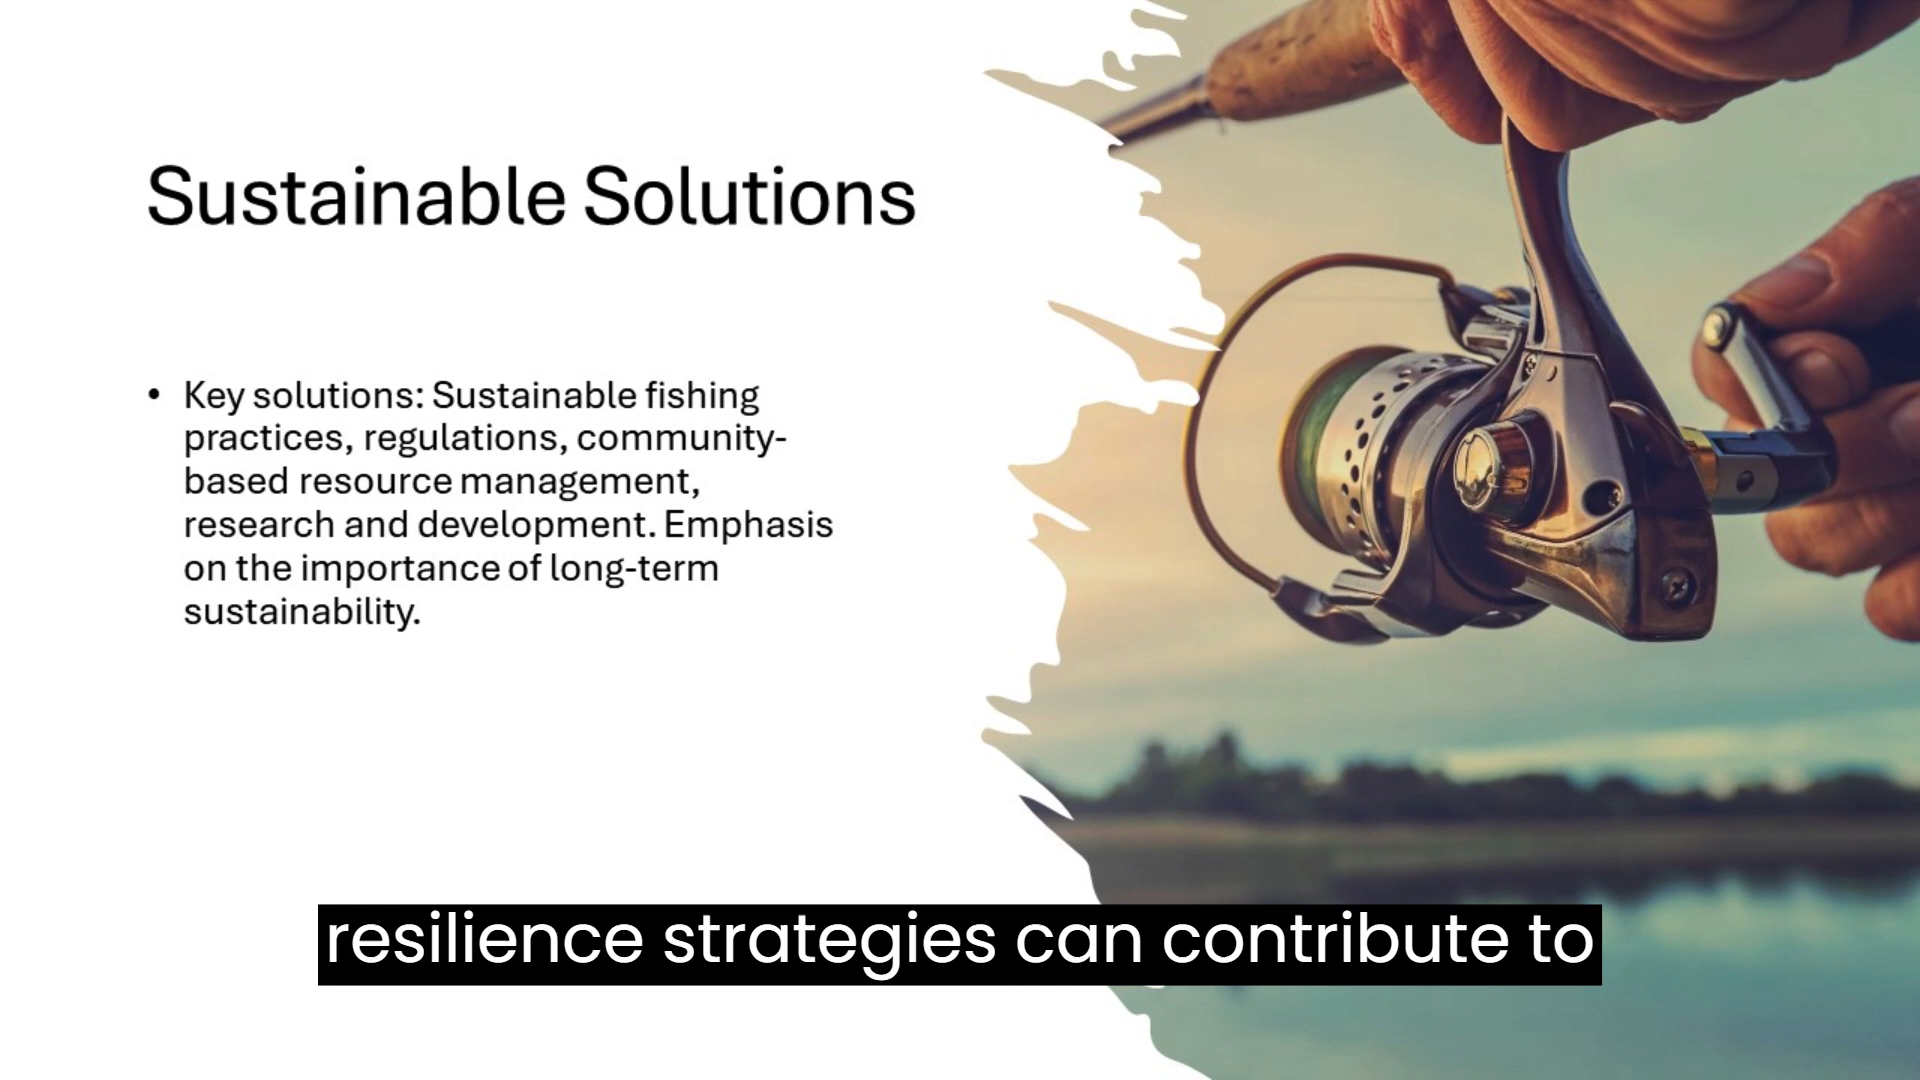 Sustainable Solutions
• Key solutions: Sustainable fishing
practices, regulations, community-
based resource management,
research and development. Emphasis
on the importance of long-term
sustainability.
resilience strategies can contribute to